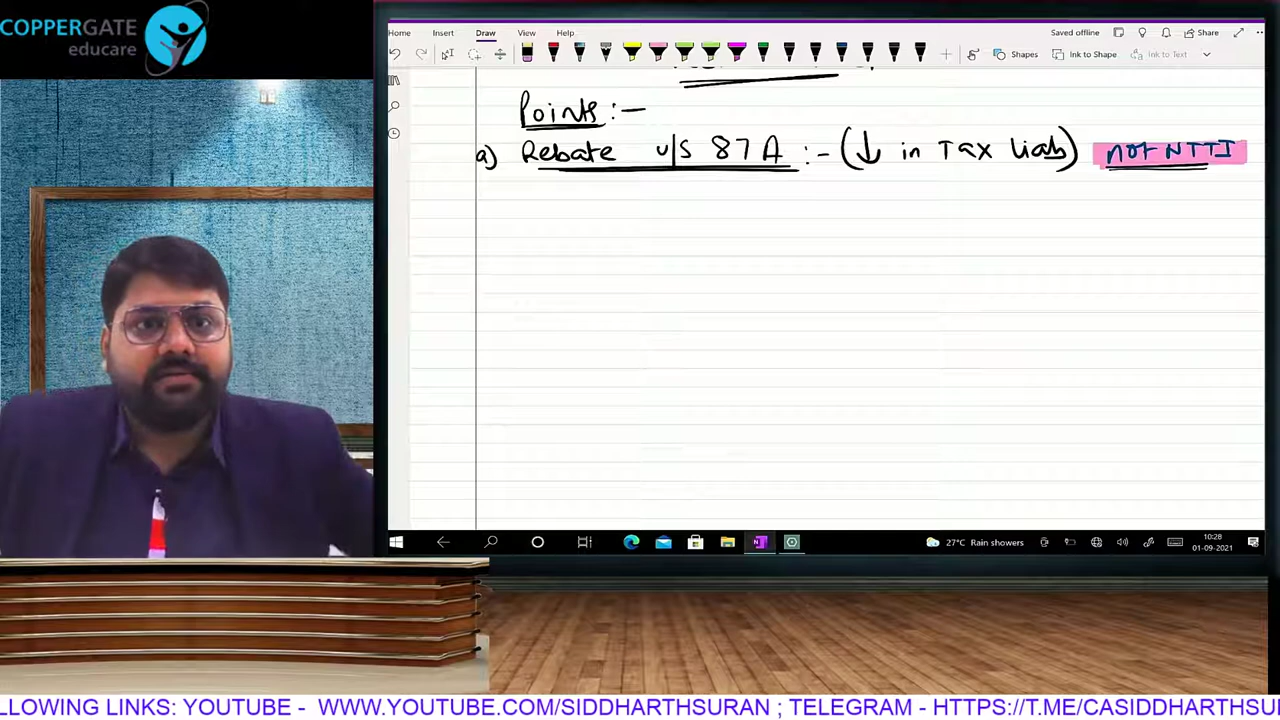 COPPERGATE
educare
Home Insert Draw View Help
Saved offline
Share
Shapes
Ink to Shape
Ink to Text
Points :-
a) Rebate u/s 87A :- (↓ in Tax Liab) not NTTI
27°C Rain showers
10:28
01-09-2021
LLOWING LINKS: YOUTUBE - WWW.YOUTUBE.COM/SIDDHARTHSURAN ; TELEGRAM - HTTPS://T.ME/CASIDDHARTHSU